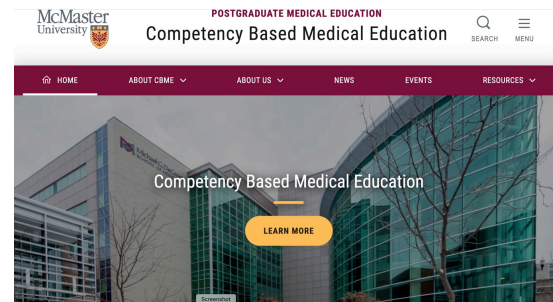 McMaster
University
POSTGRADUATE MEDICAL EDUCATION
Competency Based Medical Education
SEARCH
MENU
HOME
ABOUT CBME
ABOUT US
NEWS
EVENTS
RESOURCES
Competency Based Medical Education
LEARN MORE
Screenshot